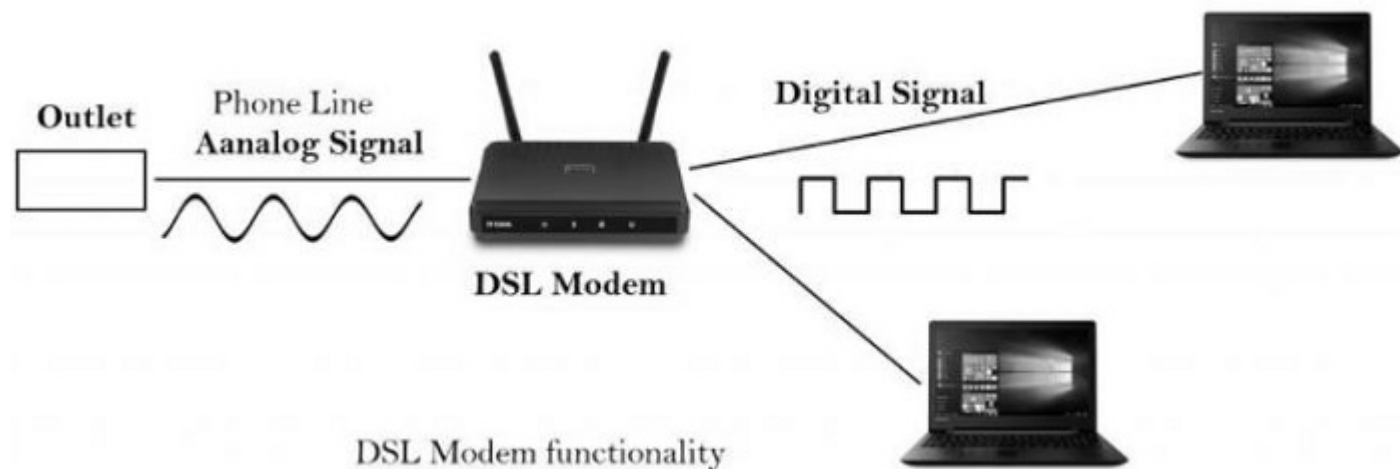 Outlet
Phone Line
Aanalog Signal
Digital Signal
DSL Modem
DSL Modem functionality